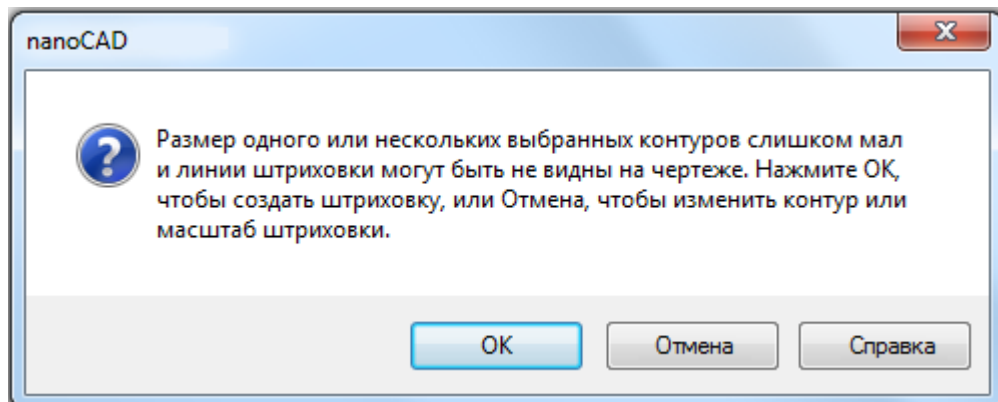 nanoCAD
Размер одного или нескольких выбранных контуров слишком мал
и линии штриховки могут быть не видны на чертеже. Нажмите ОК,
чтобы создать штриховку, или Отмена, чтобы изменить контур или
масштаб штриховки.
ОК
Отмена
Справка